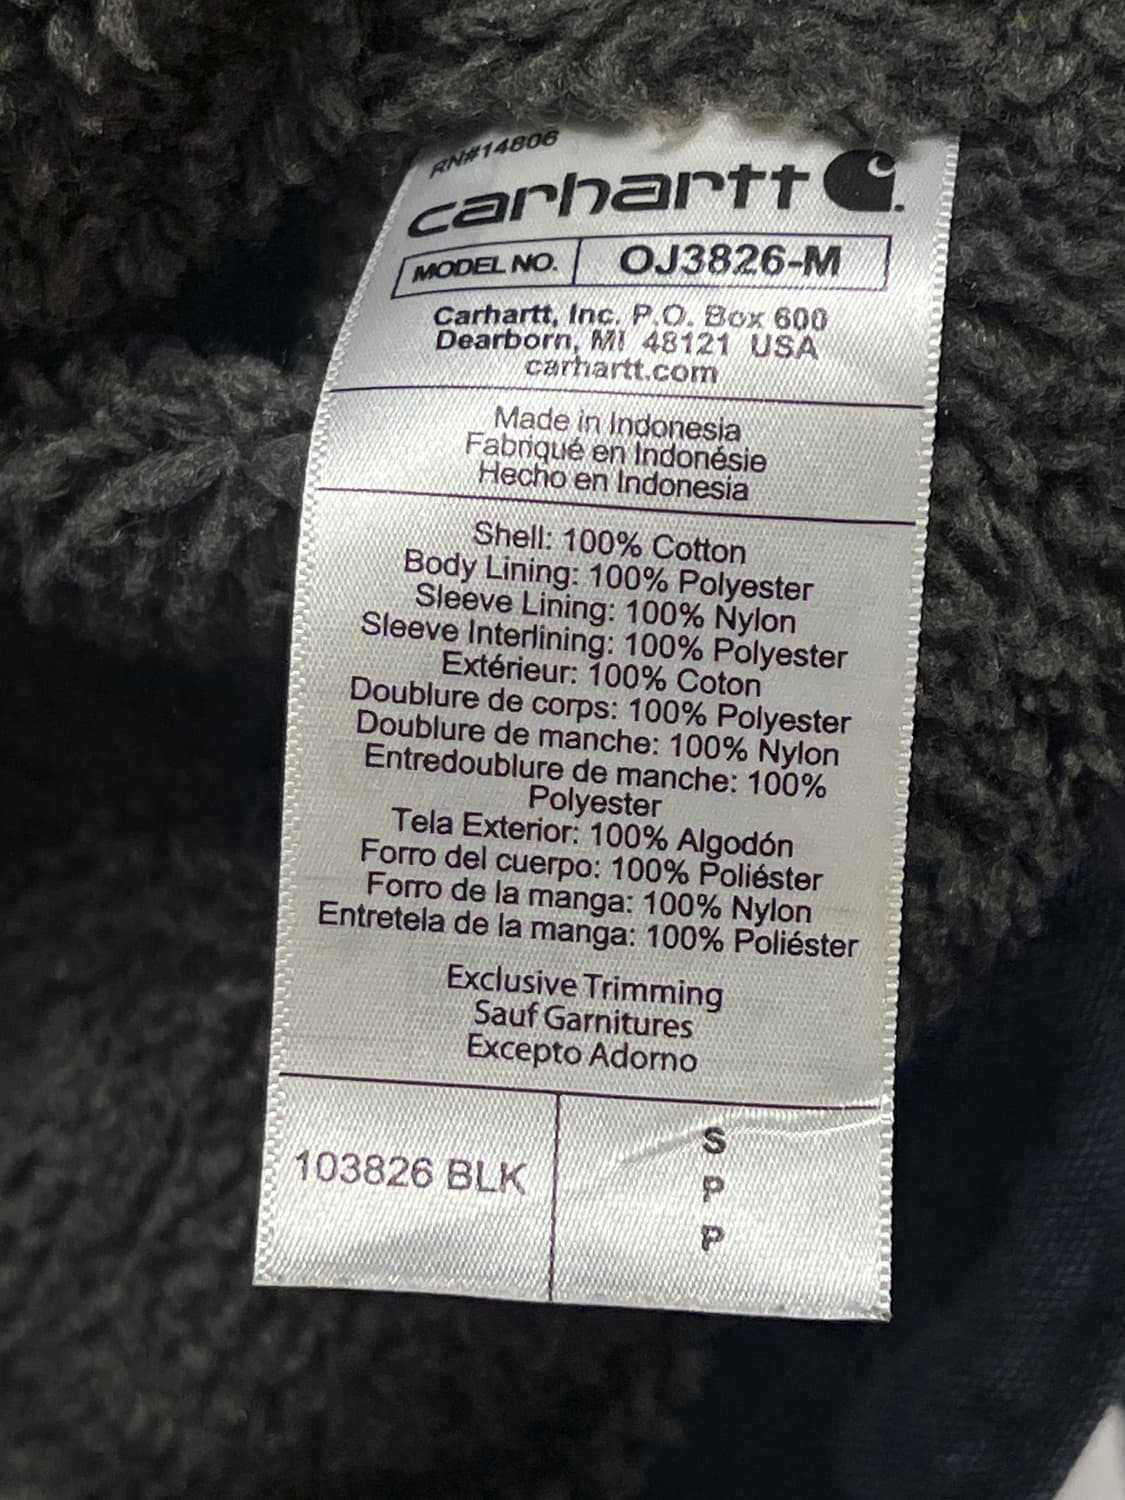 RN#14806
carhartt
MODEL NO. OJ3826-M
Carhartt, Inc. P.O. Box 600
Dearborn, MI 48121 USA
carhartt.com
Made in Indonesia
Fabriqué en Indonésie
Hecho en Indonesia
Shell: 100% Cotton
Body Lining: 100% Polyester
Sleeve Lining: 100% Nylon
Sleeve Interlining: 100% Polyester
Extérieur: 100% Coton
Doublure de corps: 100% Polyester
Doublure de manche: 100% Nylon
Entredoublure de manche: 100%
Polyester
Tela Exterior: 100% Algodón
Forro del cuerpo: 100% Poliéster
Forro de la manga: 100% Nylon
Entretela de la manga: 100% Poliéster
Exclusive Trimming
Sauf Garnitures
Excepto Adorno
103826 BLK
S
P
P